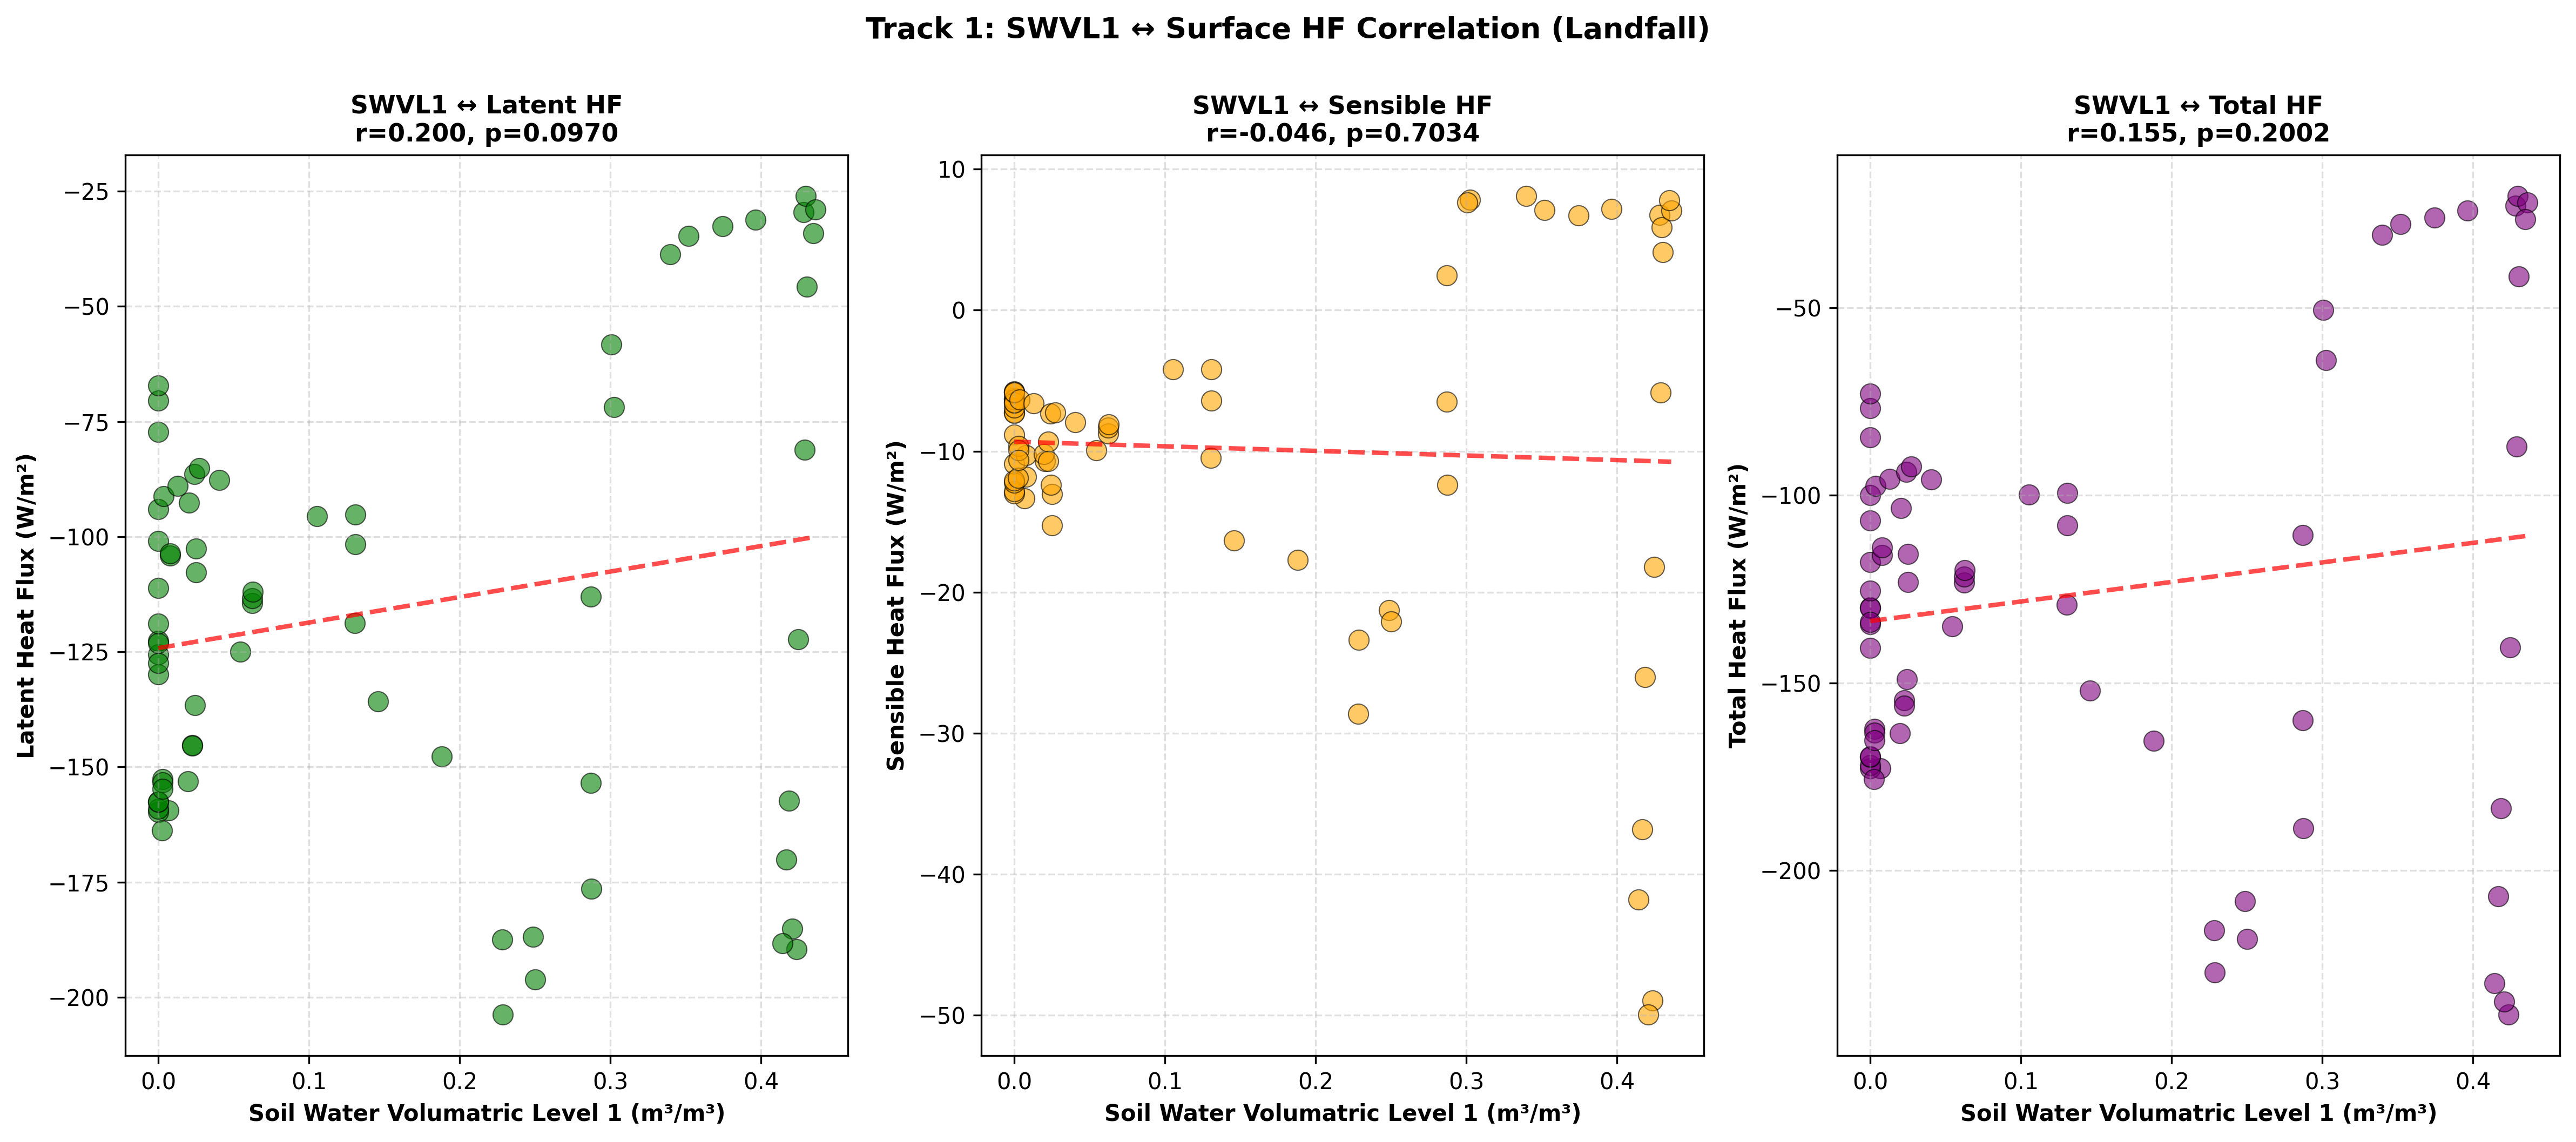 Track 1: SWVL1 ↔ Surface HF Correlation (Landfall)
SWVL1 ↔ Latent HF
r=0.200, p=0.0970
−25
−50
−75
−100
−125
−150
−175
−200
Latent Heat Flux (W/m²)
0.0 0.1 0.2 0.3 0.4
Soil Water Volumatric Level 1 (m³/m³)
SWVL1 ↔ Sensible HF
r=-0.046, p=0.7034
10
0
−10
−20
−30
−40
−50
Sensible Heat Flux (W/m²)
0.0 0.1 0.2 0.3 0.4
Soil Water Volumatric Level 1 (m³/m³)
SWVL1 ↔ Total HF
r=0.155, p=0.2002
−50
−100
−150
−200
Total Heat Flux (W/m²)
0.0 0.1 0.2 0.3 0.4
Soil Water Volumatric Level 1 (m³/m³)